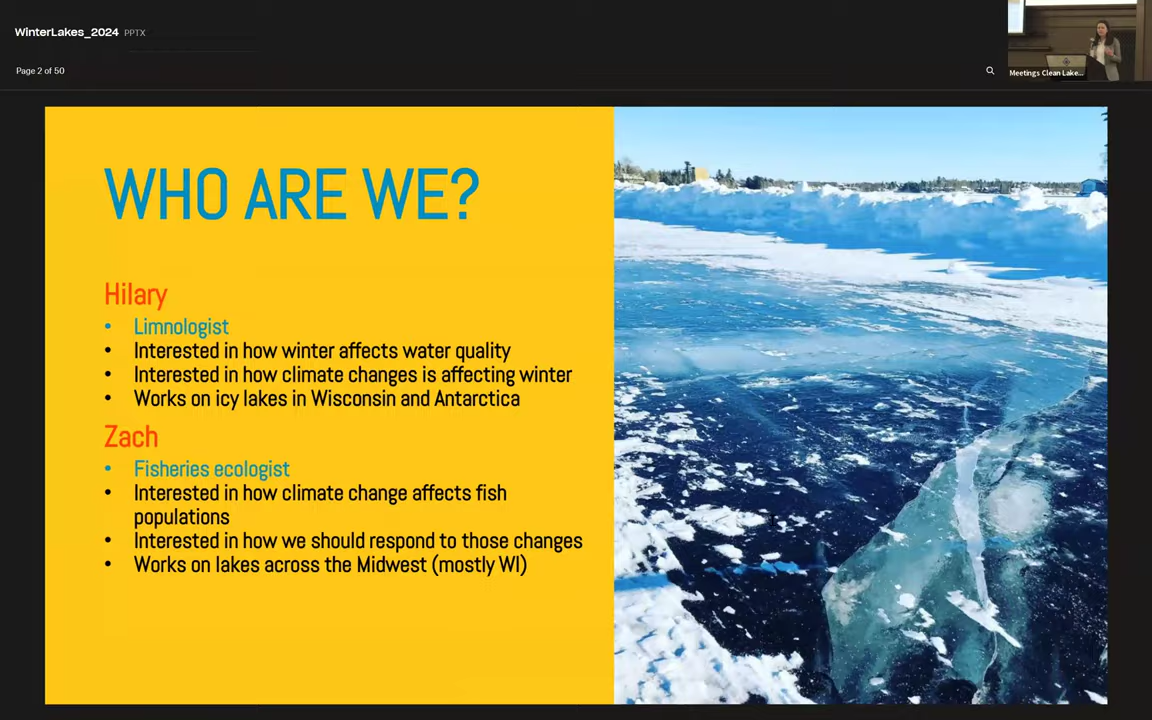 WinterLakes_2024 PPTX
Page 2 of 50
Meetings Clean Lake...
WHO ARE WE?
Hilary
• Limnologist
• Interested in how winter affects water quality
• Interested in how climate changes is affecting winter
• Works on icy lakes in Wisconsin and Antarctica
Zach
• Fisheries ecologist
• Interested in how climate change affects fish
populations
• Interested in how we should respond to those changes
• Works on lakes across the Midwest (mostly WI)